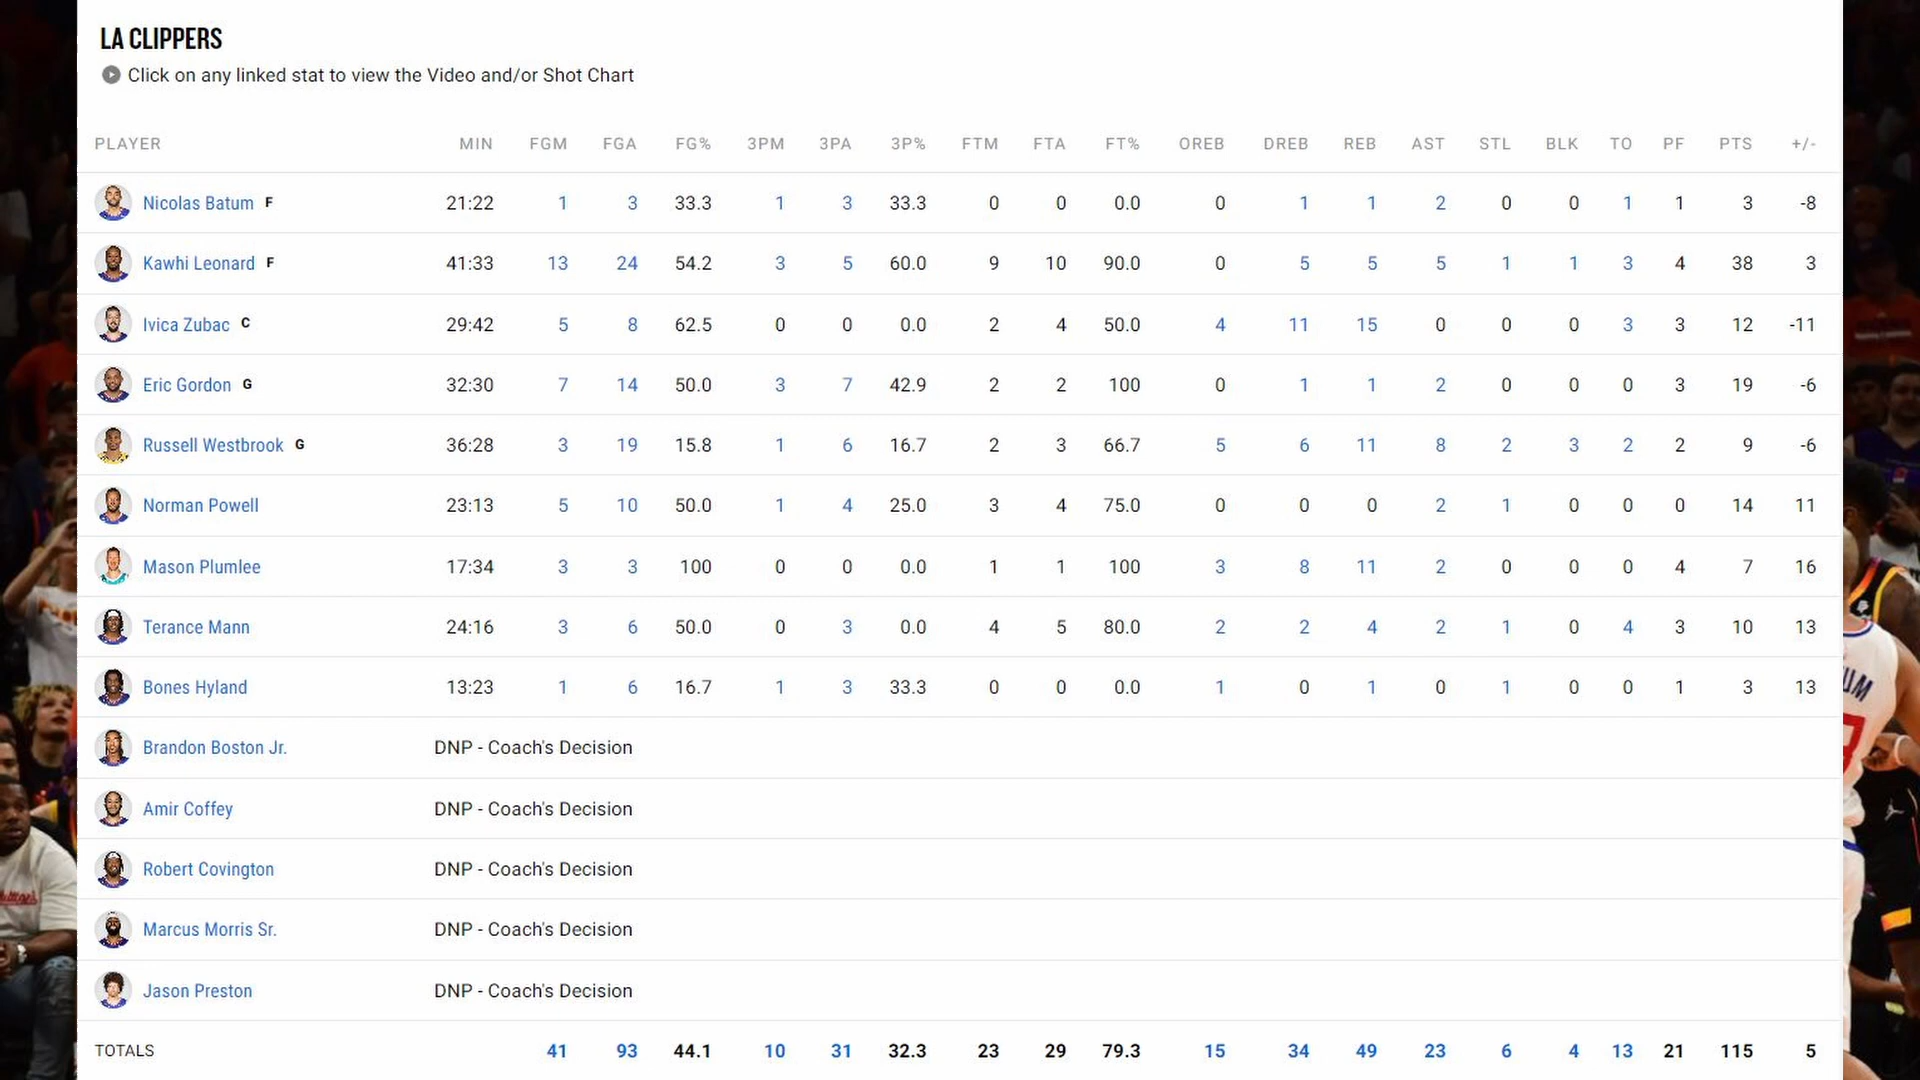 LA CLIPPERS
Click on any linked stat to view the Video and/or Shot Chart
PLAYER MIN FGM FGA FG% 3PM 3PA 3P% FTM FTA FT% OREB DREB REB AST STL BLK TO PF PTS +/-
Nicolas Batum F 21:22 1 3 33.3 1 3 33.3 0 0 0.0 0 1 1 2 0 0 1 1 3 -8
Kawhi Leonard F 41:33 13 24 54.2 3 5 60.0 9 10 90.0 0 5 5 5 1 1 3 4 38 3
Ivica Zubac C 29:42 5 8 62.5 0 0 0.0 2 4 50.0 4 11 15 0 0 0 3 3 12 -11
Eric Gordon G 32:30 7 14 50.0 3 7 42.9 2 2 100 0 1 1 2 0 0 0 3 19 -6
Russell Westbrook G 36:28 3 19 15.8 1 6 16.7 2 3 66.7 5 6 11 8 2 3 2 2 9 -6
Norman Powell 23:13 5 10 50.0 1 4 25.0 3 4 75.0 0 0 0 2 1 0 0 0 14 11
Mason Plumlee 17:34 3 3 100 0 0 0.0 1 1 100 3 8 11 2 0 0 0 4 7 16
Terance Mann 24:16 3 6 50.0 0 3 0.0 4 5 80.0 2 2 4 2 1 0 4 3 10 13
Bones Hyland 13:23 1 6 16.7 1 3 33.3 0 0 0.0 1 0 1 0 1 0 0 1 3 13
Brandon Boston Jr. DNP - Coach's Decision
Amir Coffey DNP - Coach's Decision
Robert Covington DNP - Coach's Decision
Marcus Morris Sr. DNP - Coach's Decision
Jason Preston DNP - Coach's Decision
TOTALS 41 93 44.1 10 31 32.3 23 29 79.3 15 34 49 23 6 4 13 21 115 5